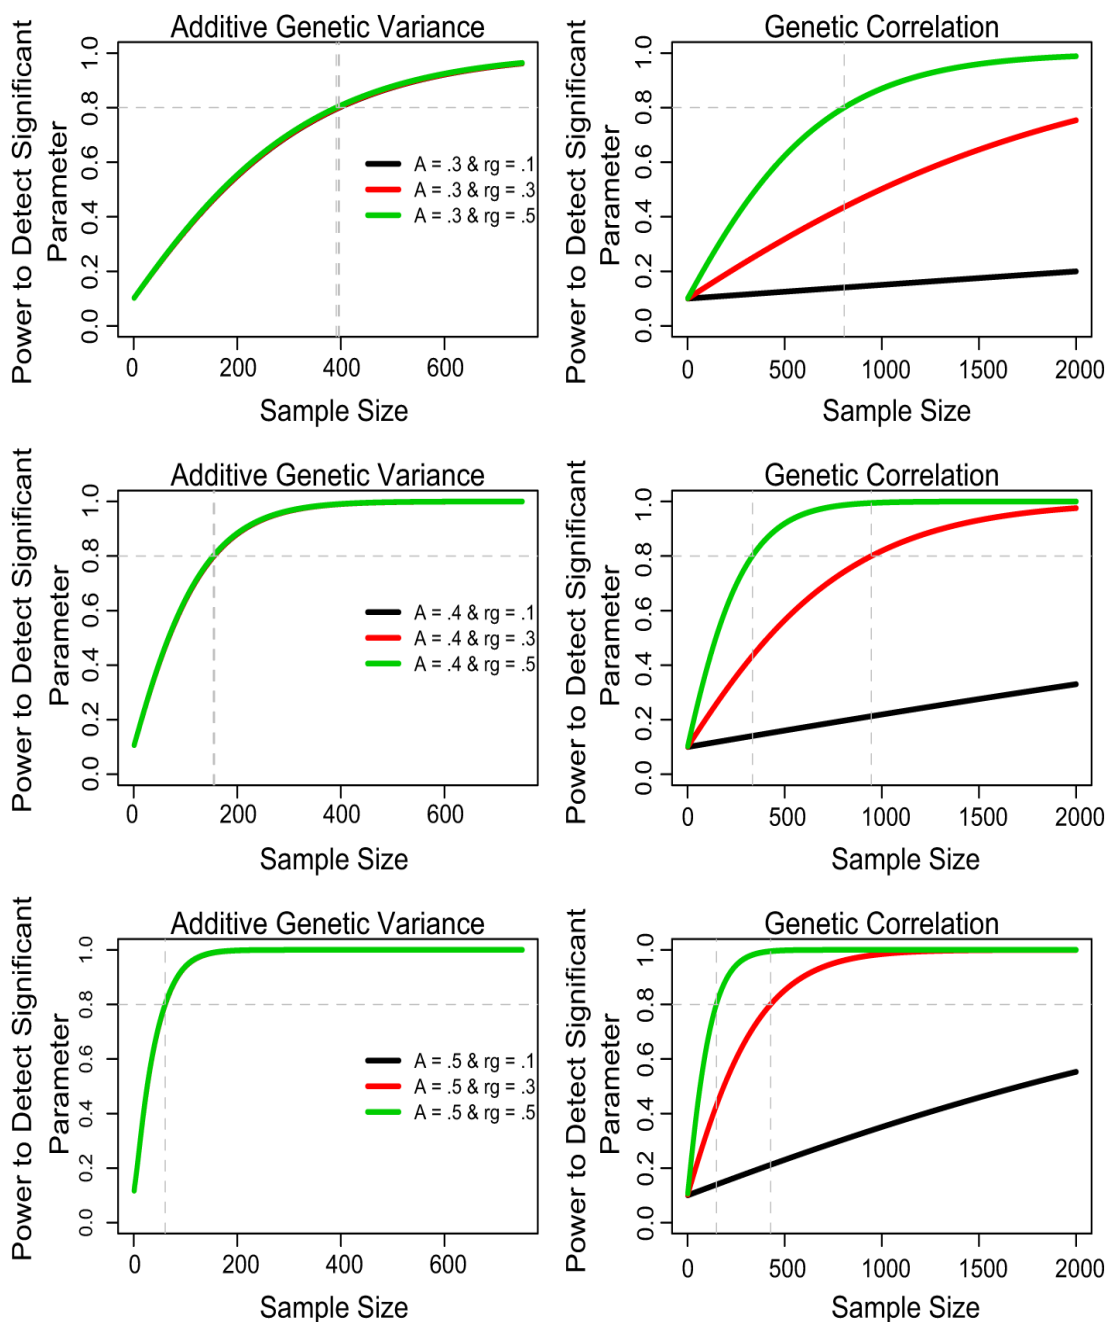 Additive Genetic Variance
Power to Detect Significant
Parameter
0.0 0.2 0.4 0.6 0.8 1.0
A = .3 & rg = .1
A = .3 & rg = .3
A = .3 & rg = .5
0 200 400 600
Sample Size
Genetic Correlation
Power to Detect Significant
Parameter
0.0 0.2 0.4 0.6 0.8 1.0
0 500 1000 1500 2000
Sample Size
Additive Genetic Variance
Power to Detect Significant
Parameter
0.0 0.2 0.4 0.6 0.8 1.0
A = .4 & rg = .1
A = .4 & rg = .3
A = .4 & rg = .5
0 200 400 600
Sample Size
Genetic Correlation
Power to Detect Significant
Parameter
0.0 0.2 0.4 0.6 0.8 1.0
0 500 1000 1500 2000
Sample Size
Additive Genetic Variance
Power to Detect Significant
Parameter
0.0 0.2 0.4 0.6 0.8 1.0
A = .5 & rg = .1
A = .5 & rg = .3
A = .5 & rg = .5
0 200 400 600
Sample Size
Genetic Correlation
Power to Detect Significant
Parameter
0.0 0.2 0.4 0.6 0.8 1.0
0 500 1000 1500 2000
Sample Size